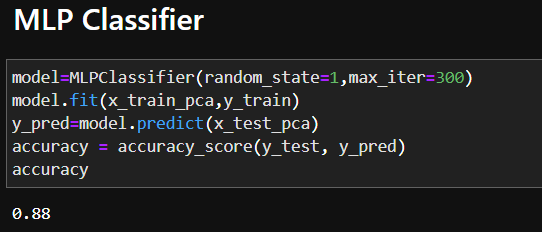 MLP Classifier
model=MLPClassifier(random_state=1,max_iter=300)
model.fit(x_train_pca,y_train)
y_pred=model.predict(x_test_pca)
accuracy = accuracy_score(y_test, y_pred)
accuracy
0.88